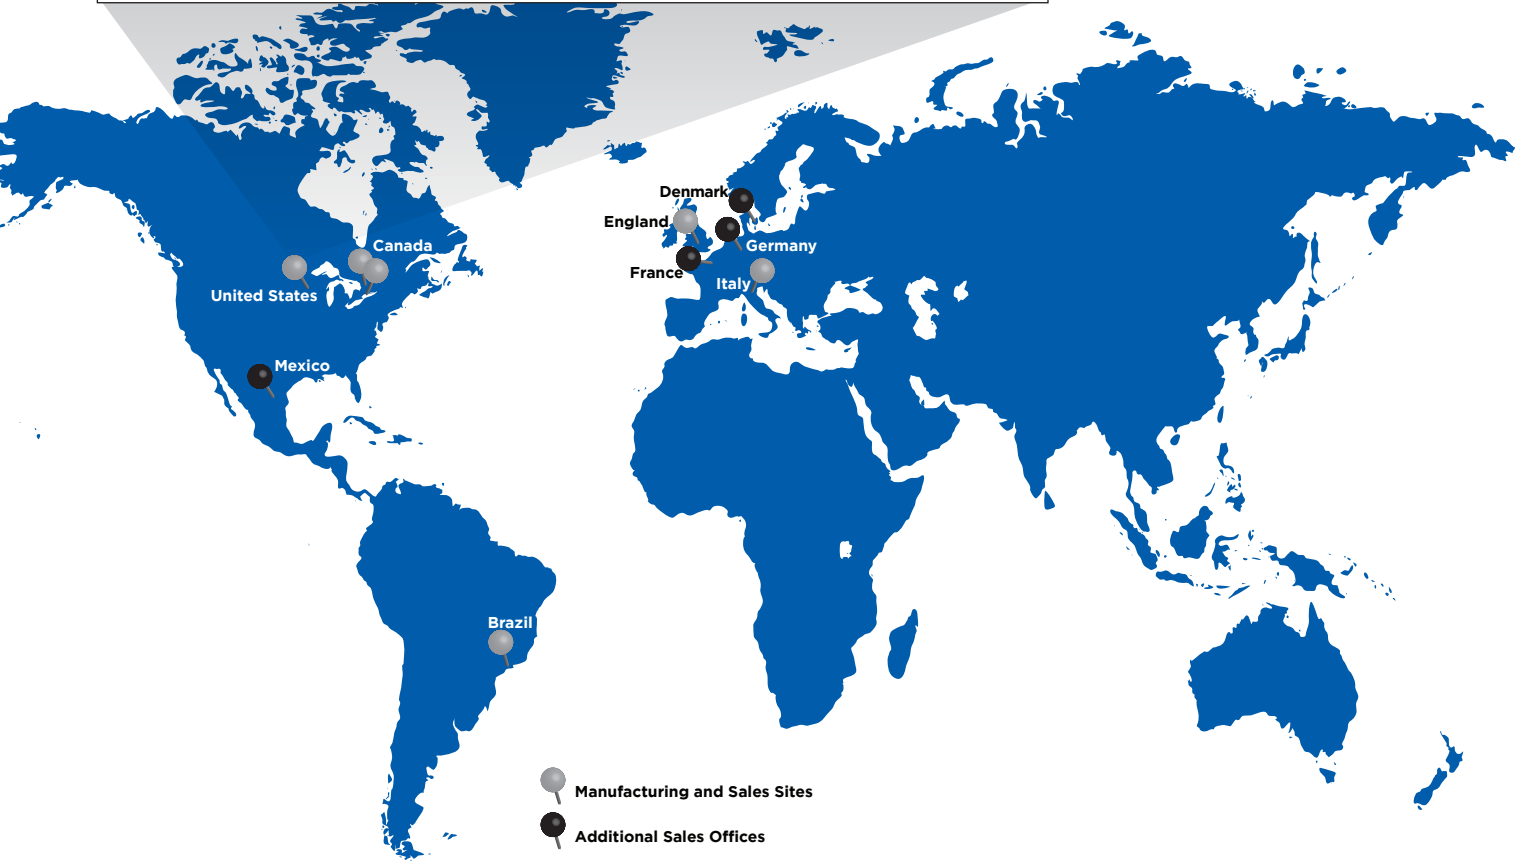 Denmark
England
Canada
Germany
France
Italy
United States
Mexico
Brazil
Manufacturing and Sales Sites
Additional Sales Offices